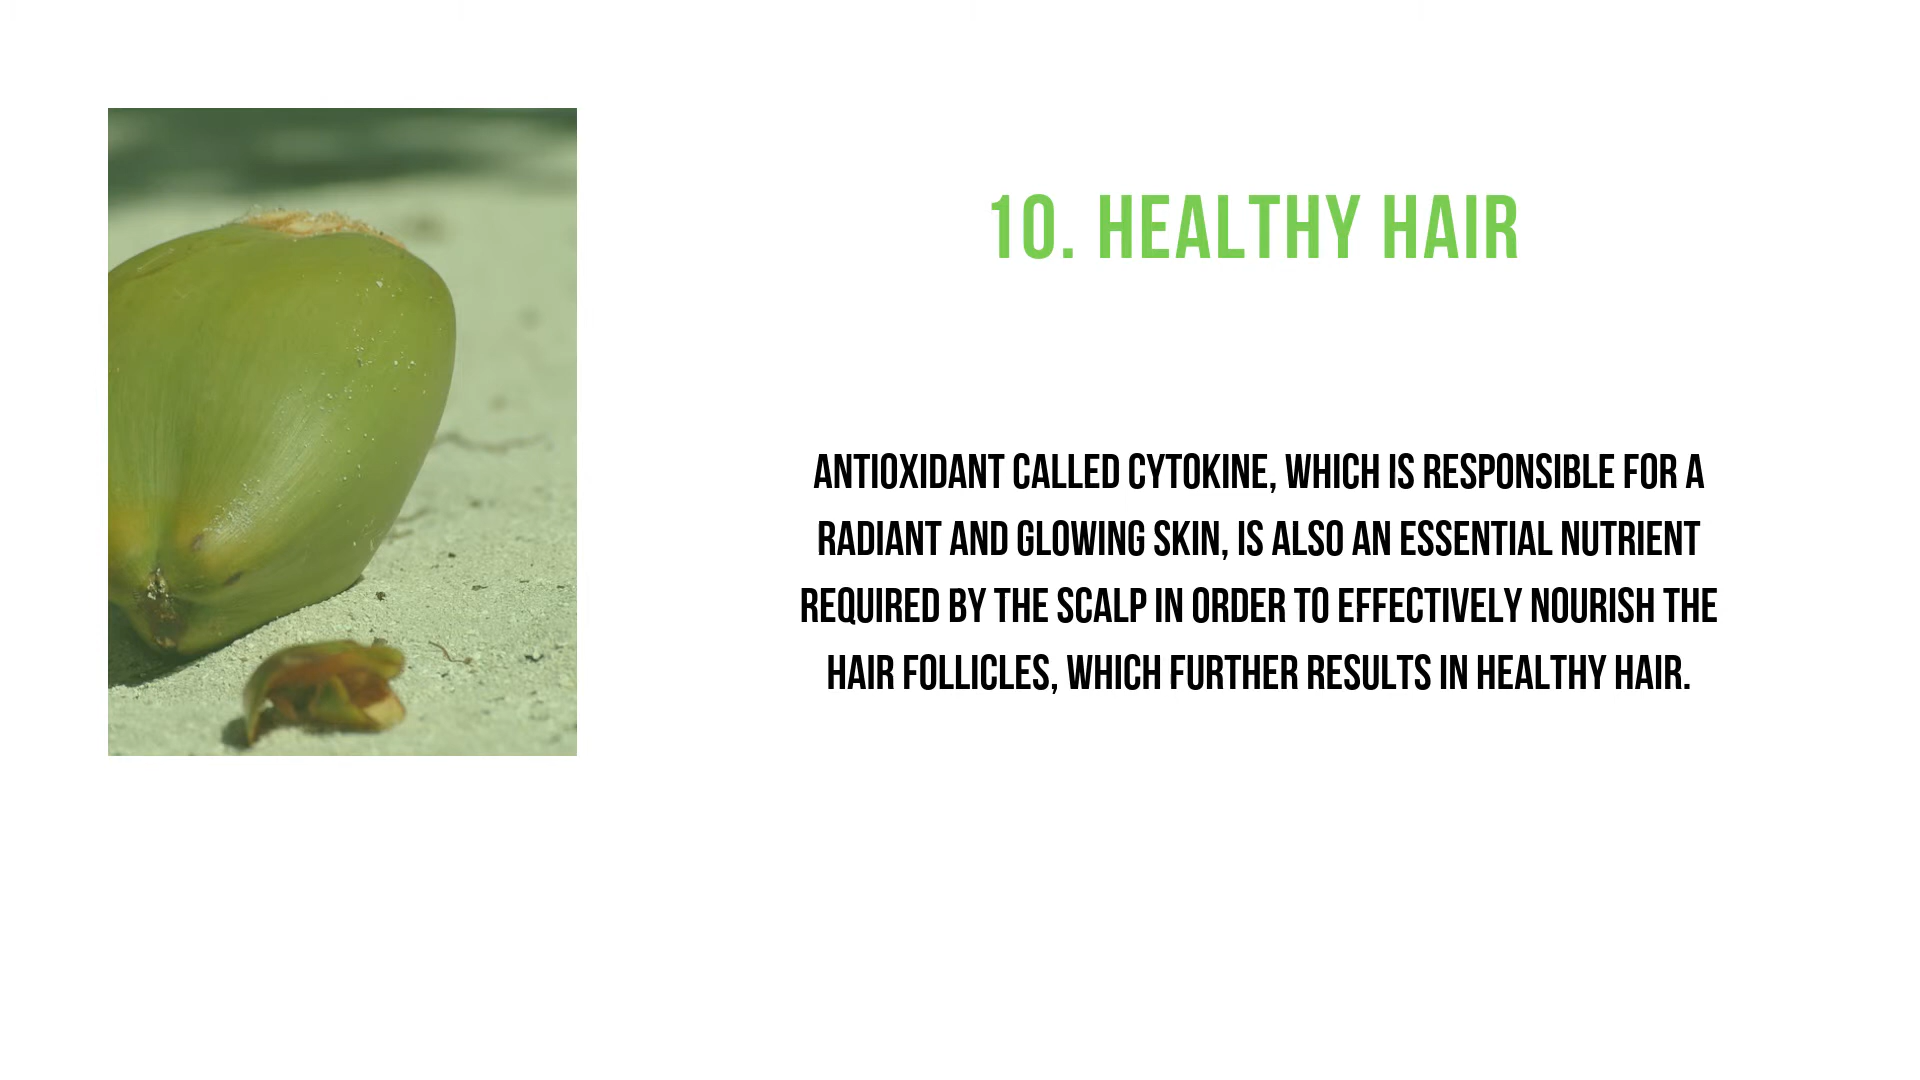 10. HEALTHY HAIR
ANTIOXIDANT CALLED CYTOKINE, WHICH IS RESPONSIBLE FOR A
RADIANT AND GLOWING SKIN, IS ALSO AN ESSENTIAL NUTRIENT
REQUIRED BY THE SCALP IN ORDER TO EFFECTIVELY NOURISH THE
HAIR FOLLICLES, WHICH FURTHER RESULTS IN HEALTHY HAIR.